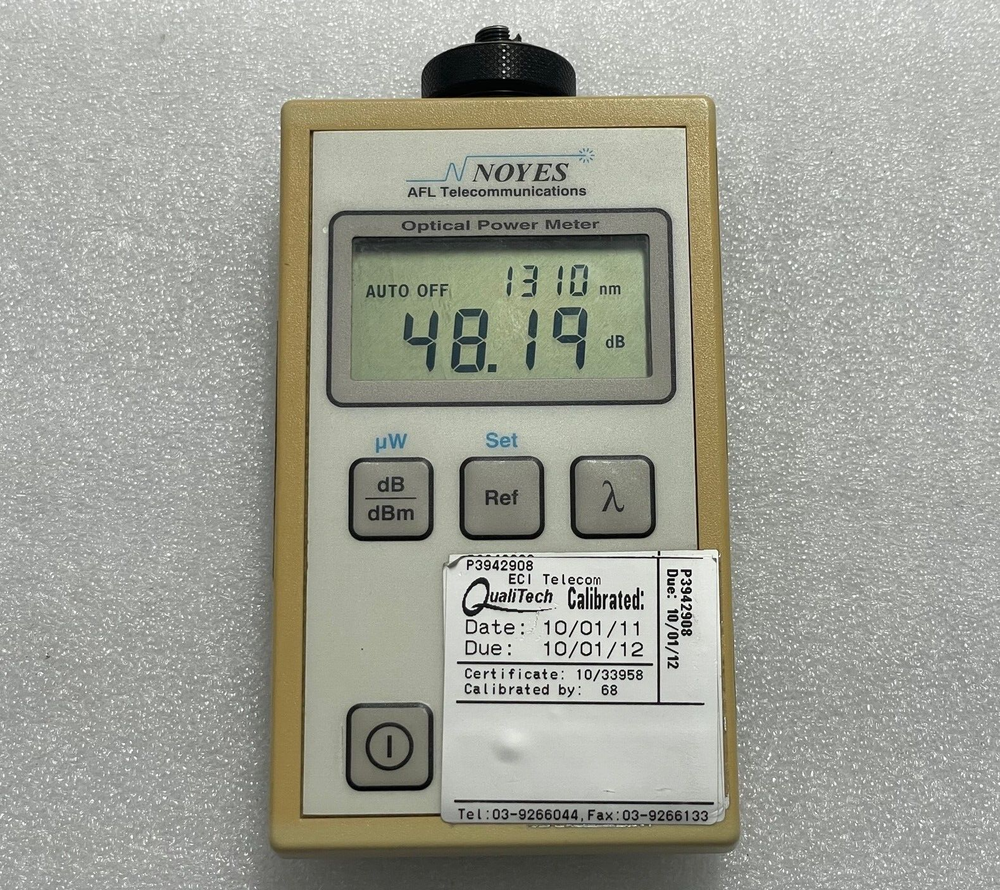 NOYES
AFL Telecommunications
Optical Power Meter
1310 nm
AUTO OFF
48.19 dB
µW
Set
dB
dBm
Ref
λ
P3942908
ECI Telecom
QualiTech Calibrated:
Date: 10/01/11
Due: 10/01/12
Certificate: 10/33958
Calibrated by: 68
P3942908
Due: 10/01/12
Tel:03-9266044,Fax:03-9266133